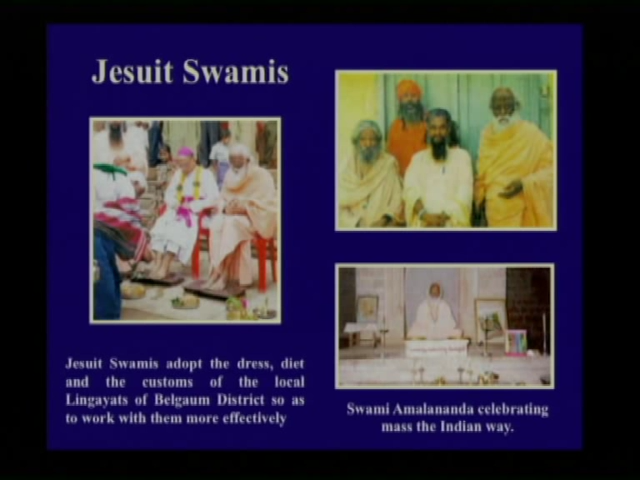 Jesuit Swamis
Jesuit Swamis adopt the dress, diet
and the customs of the local
Lingayats of Belgaum District so as
to work with them more effectively
Swami Amalananda celebrating
mass the Indian way.